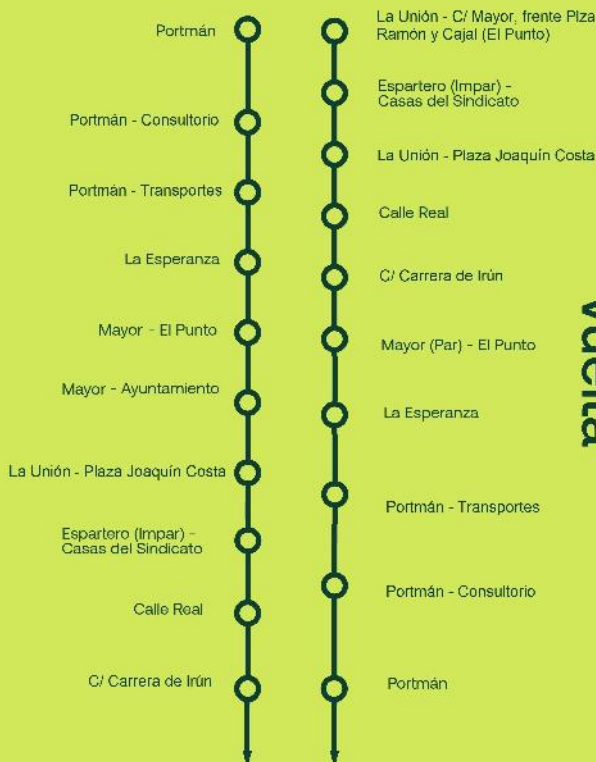 Portmán
Portmán - Consultorio
Portmán - Transportes
La Esperanza
Mayor - El Punto
Mayor - Ayuntamiento
La Unión - Plaza Joaquín Costa
Espartero (Impar) -
Casas del Sindicato
Calle Real
C/ Carrera de Irún
La Unión - C/ Mayor, frente Plza
Ramón y Cajal (El Punto)
Espartero (Impar) -
Casas del Sindicato
La Unión - Plaza Joaquín Costa
Calle Real
C/ Carrera de Irún
Mayor (Par) - El Punto
La Esperanza
Portmán - Transportes
Portmán - Consultorio
Portmán
Vuelta